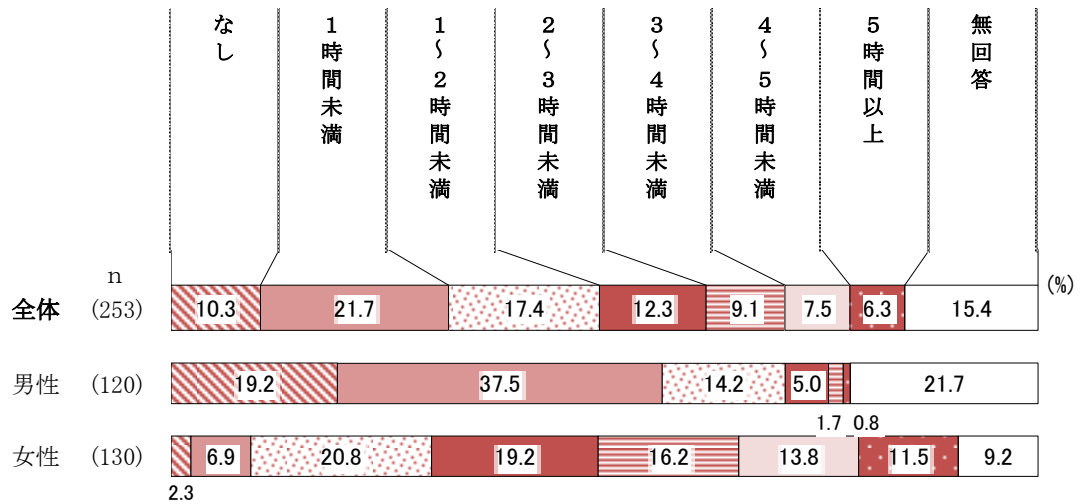 なし
1時間未満
1~2時間未満
2~3時間未満
3~4時間未満
4~5時間未満
5時間以上
無回答
n
(%)
全体 (253) 10.3 21.7 17.4 12.3 9.1 7.5 6.3 15.4
男性 (120) 19.2 37.5 14.2 5.0 21.7
1.7 0.8
女性 (130) 6.9 20.8 19.2 16.2 13.8 11.5 9.2
2.3